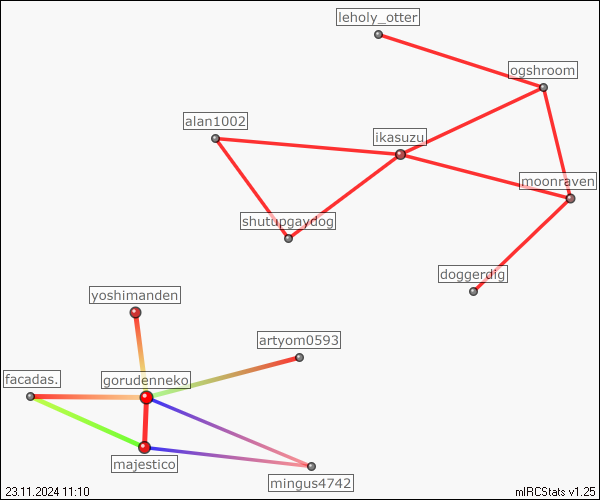 leholy_otter
ogshroom
alan1002
ikasuzu
moonraven
shutupgaydog
doggerdig
yoshimanden
artyom0593
facadas.
gorudenneko
majestico
mingus4742
23.11.2024 11:10
mIRCStats v1.25